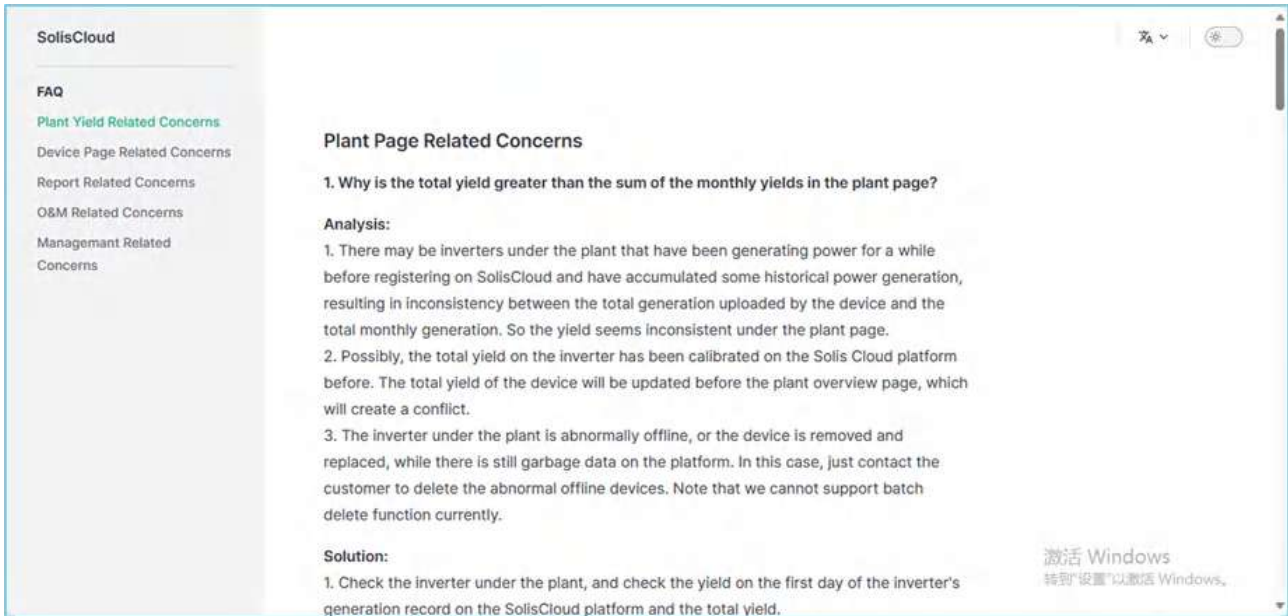 SolisCloud
FAQ
Plant Yield Related Concerns
Device Page Related Concerns
Report Related Concerns
O&M Related Concerns
Managemant Related
Concerns
Plant Page Related Concerns
1. Why is the total yield greater than the sum of the monthly yields in the plant page?
Analysis:
1. There may be inverters under the plant that have been generating power for a while
before registering on SolisCloud and have accumulated some historical power generation,
resulting in inconsistency between the total generation uploaded by the device and the
total monthly generation. So the yield seems inconsistent under the plant page.
2. Possibly, the total yield on the inverter has been calibrated on the Solis Cloud platform
before. The total yield of the device will be updated before the plant overview page, which
will create a conflict.
3. The inverter under the plant is abnormally offline, or the device is removed and
replaced, while there is still garbage data on the platform. In this case, just contact the
customer to delete the abnormal offline devices. Note that we cannot support batch
delete function currently.
Solution:
1. Check the inverter under the plant, and check the yield on the first day of the inverter's
generation record on the SolisCloud platform and the total yield.
激活 Windows
转到"设置"以激活 Windows。